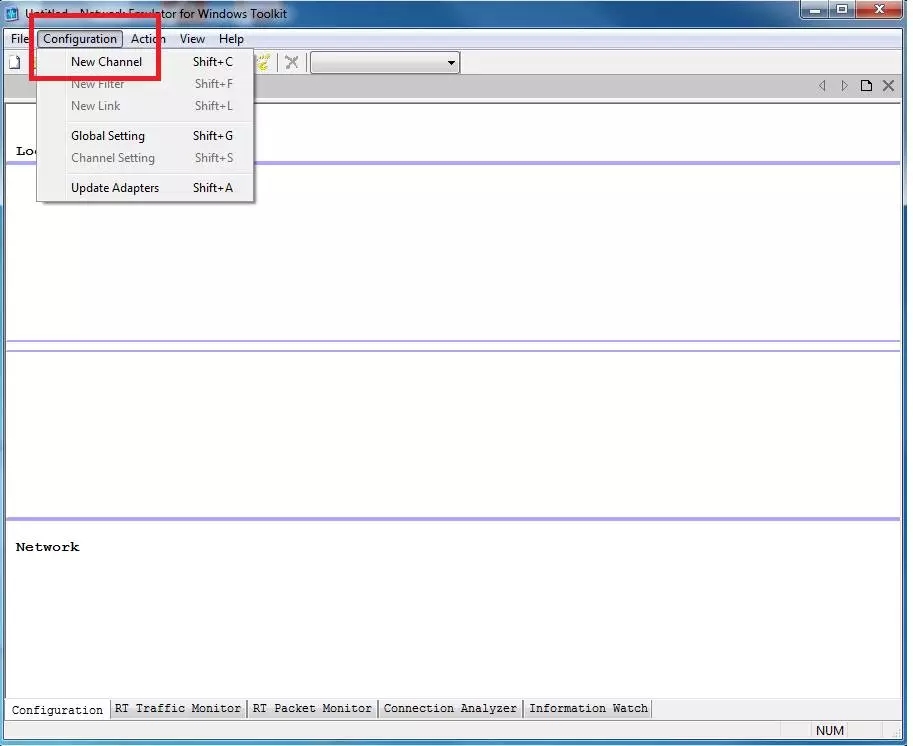 Untitled - Network Emulator for Windows Toolkit
File Configuration Action View Help
New Channel Shift+C
New Filter Shift+F
New Link Shift+L
Global Setting Shift+G
Channel Setting Shift+S
Update Adapters Shift+A
Network
Configuration RT Traffic Monitor RT Packet Monitor Connection Analyzer Information Watch
NUM